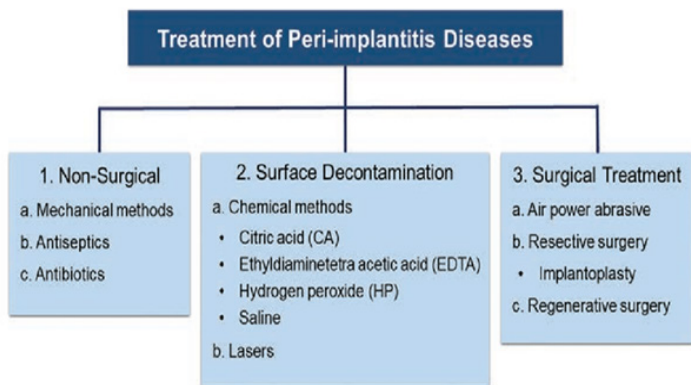 Treatment of Peri-implantitis Diseases
1. Non-Surgical
a. Mechanical methods
b. Antiseptics
c. Antibiotics
2. Surface Decontamination
a. Chemical methods
• Citric acid (CA)
• Ethyldiaminetetra acetic acid (EDTA)
• Hydrogen peroxide (HP)
• Saline
b. Lasers
3. Surgical Treatment
a. Air power abrasive
b. Resective surgery
• Implantoplasty
c. Regenerative surgery